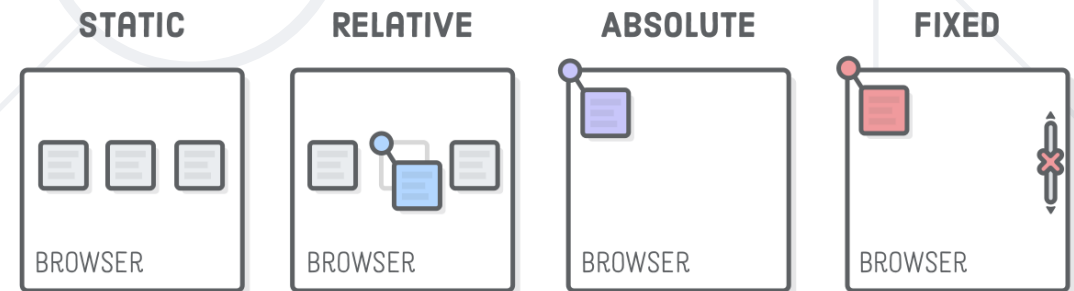 STATIC
RELATIVE
ABSOLUTE
FIXED
BROWSER
BROWSER
BROWSER
BROWSER